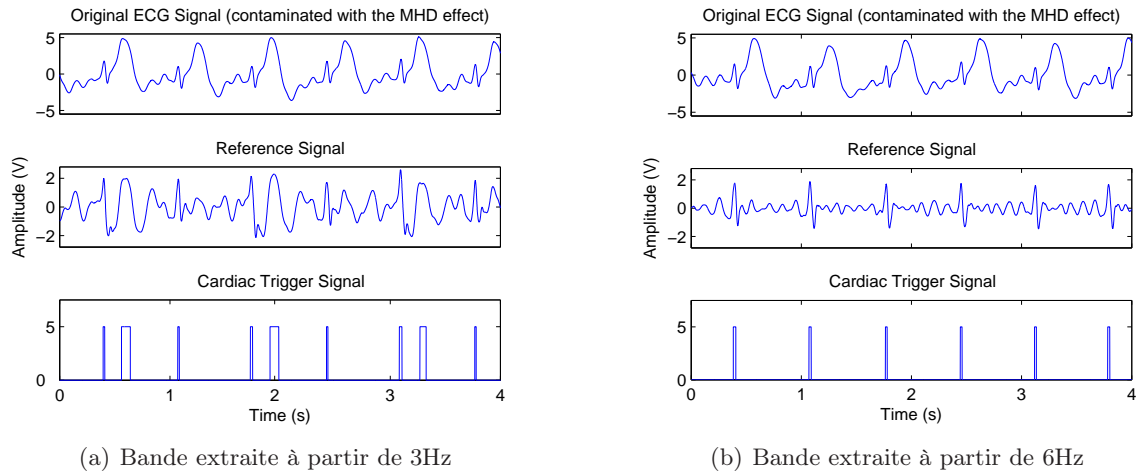 Original ECG Signal (contaminated with the MHD effect)
5
0
−5
Reference Signal
2
0
−2
Amplitude (V)
Cardiac Trigger Signal
5
0
0 1 2 3 4
Time (s)
(a) Bande extraite à partir de 3Hz
Original ECG Signal (contaminated with the MHD effect)
5
0
−5
Reference Signal
2
0
−2
Amplitude (V)
Cardiac Trigger Signal
5
0
0 1 2 3 4
Time (s)
(b) Bande extraite à partir de 6Hz